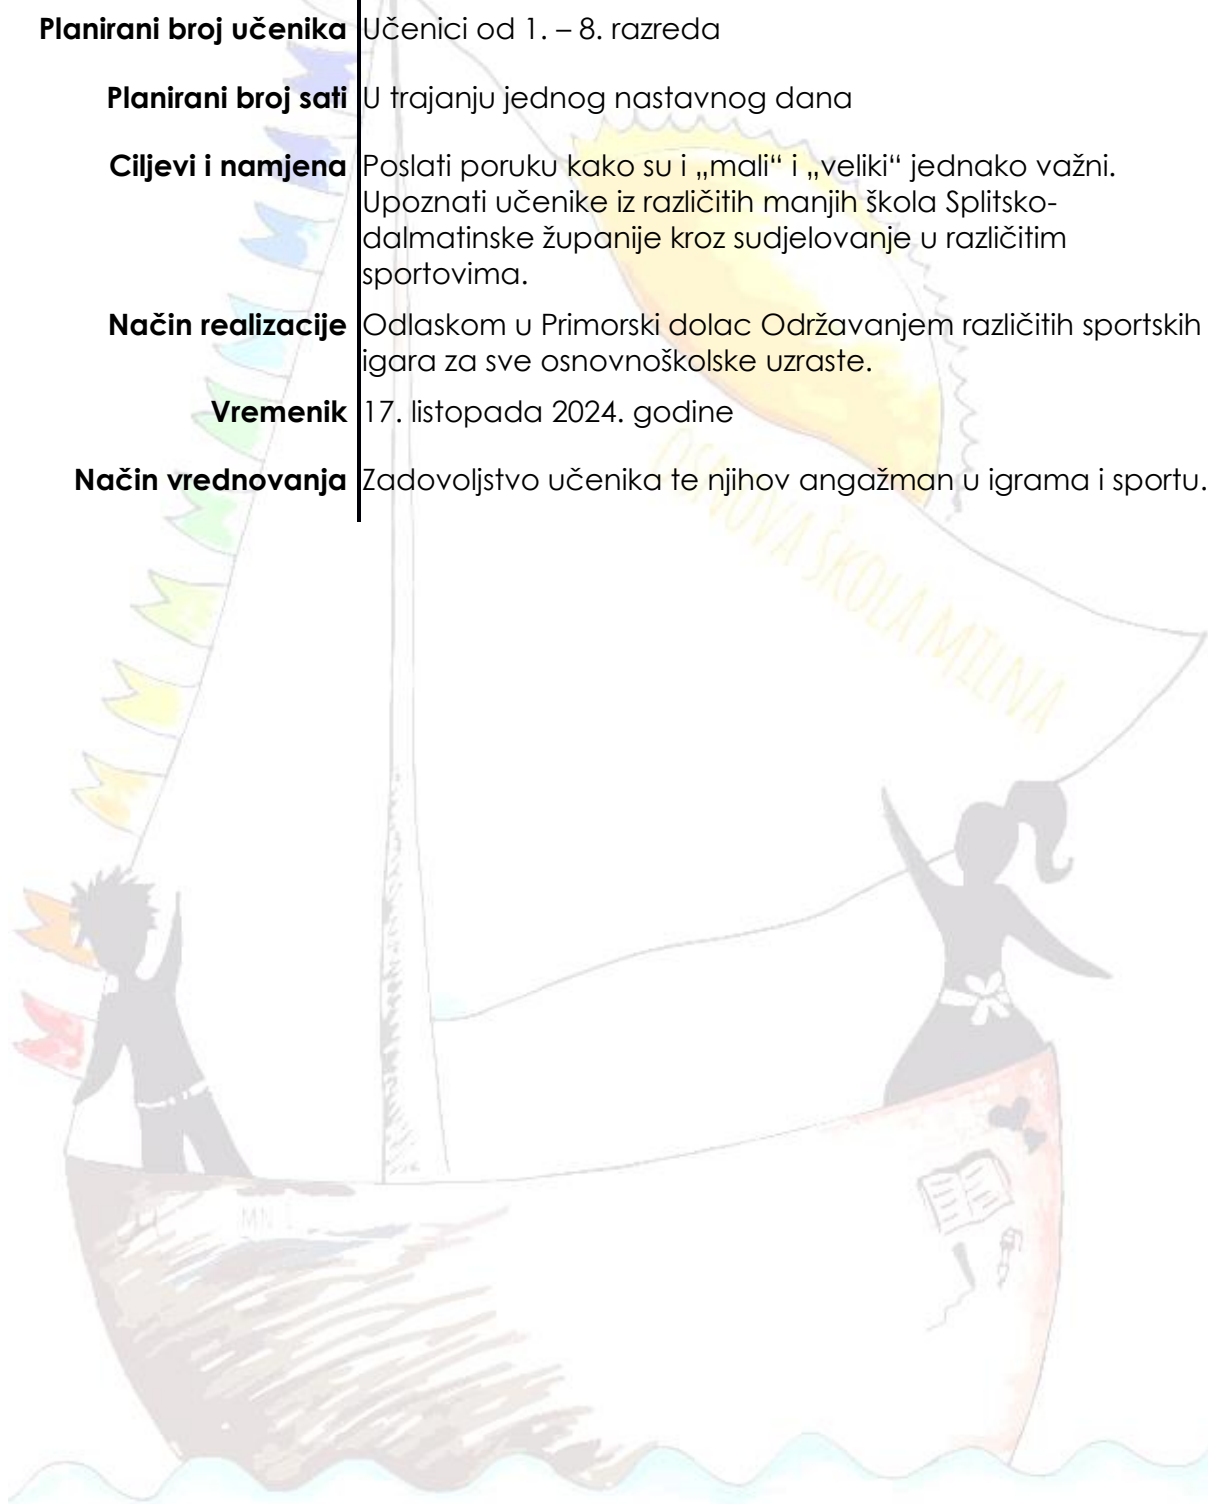 Planirani broj učenika Učenici od 1. – 8. razreda
Planirani broj sati U trajanju jednog nastavnog dana
Ciljevi i namjena Poslati poruku kako su i „mali“ i „veliki“ jednako važni.
Upoznati učenike iz različitih manjih škola Splitsko-
dalmatinske županije kroz sudjelovanje u različitim
sportovima.
Način realizacije Odlaskom u Primorski dolac Održavanjem različitih sportskih
igara za sve osnovnoškolske uzraste.
Vremenik 17. listopada 2024. godine
Način vrednovanja Zadovoljstvo učenika te njihov angažman u igrama i sportu.
OSNOVA ŠKOLA MILNA